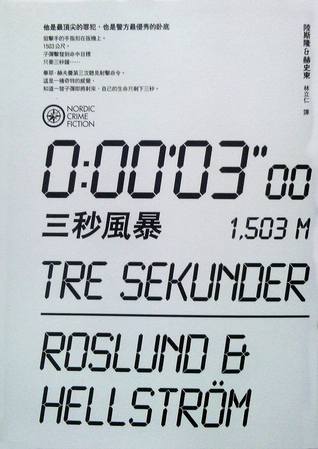 他是最頂尖的罪犯、也是警方最優秀的臥底
狙擊手的手指扣在扳機上。
1503公尺。
子彈擊發到命中目標
只要三秒鐘……
畢耶‧赫夫曼第三次聽見射擊命令。
這是一種奇特的感覺。
知道一發子彈即將射來，自己的生命只剩下三秒。
陸斯隆&赫史東
林立仁 譯
NORDIC
CRIME
FICTION
0:00'03"00
三秒風暴
1,503 M
TRE SEKUNDER
ROSLUND &
HELLSTRÖM